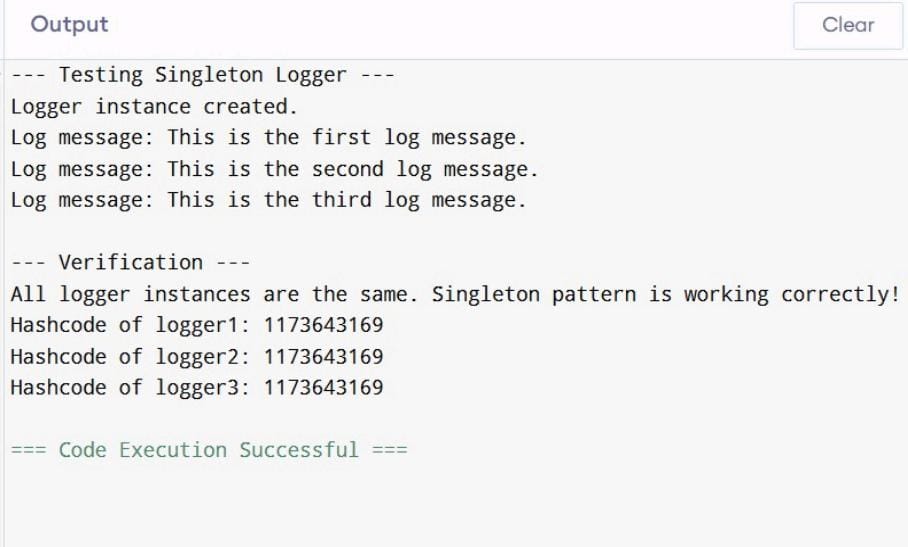 Output
Clear
--- Testing Singleton Logger ---
Logger instance created.
Log message: This is the first log message.
Log message: This is the second log message.
Log message: This is the third log message.
--- Verification ---
All logger instances are the same. Singleton pattern is working correctly!
Hashcode of logger1: 1173643169
Hashcode of logger2: 1173643169
Hashcode of logger3: 1173643169
=== Code Execution Successful ===